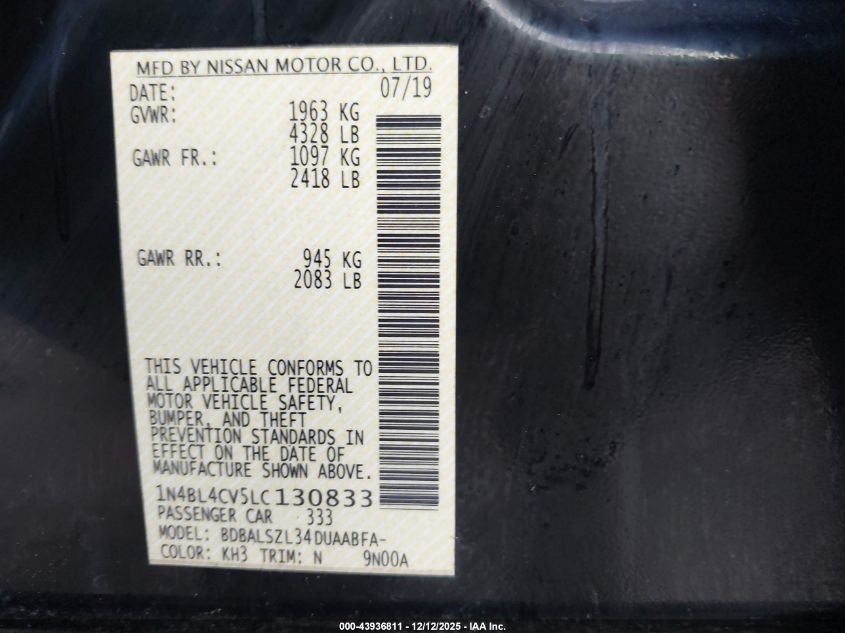 MFD BY NISSAN MOTOR CO., LTD.
DATE: 07/19
GVWR: 1963 KG
4328 LB
GAWR FR.: 1097 KG
2418 LB
GAWR RR.: 945 KG
2083 LB
THIS VEHICLE CONFORMS TO
ALL APPLICABLE FEDERAL
MOTOR VEHICLE SAFETY,
BUMPER, AND THEFT
PREVENTION STANDARDS IN
EFFECT ON THE DATE OF
MANUFACTURE SHOWN ABOVE.
1N4BL4CV5LC130833
PASSENGER CAR 333
MODEL: BDBALSZL34DUAABFA-
COLOR: KH3 TRIM: N 9N00A
000-43936811 - 12/12/2025 - IAA Inc.